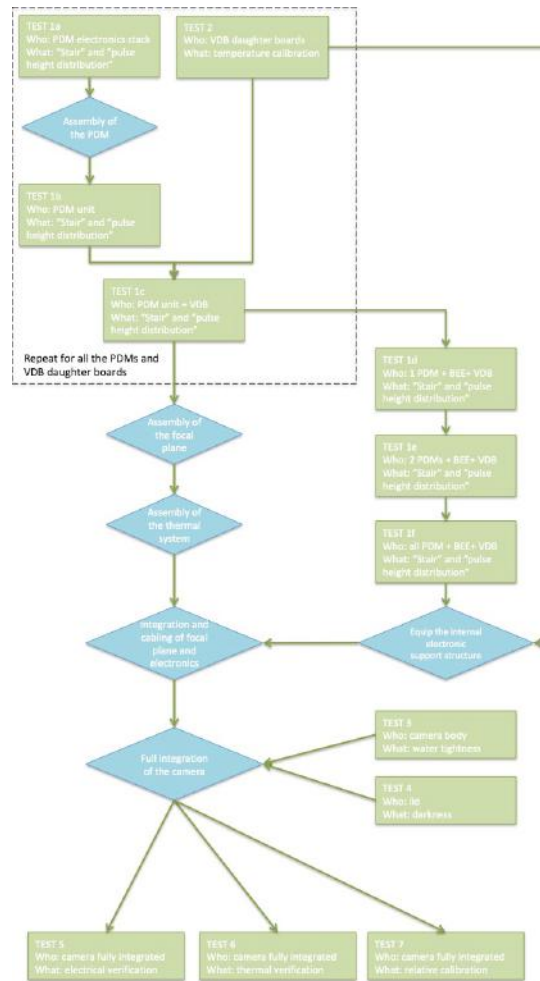 TEST 1a
Who: PDM electronics stack
What: "Stair" and "pulse
height distribution"
TEST 2
Who: VDB daughter boards
What: temperature calibration
Assembly of
the PDM
TEST 1b
Who: PDM unit
What: "Stair" and "pulse
height distribution"
TEST 1c
Who: PDM unit + VDB
What: "Stair" and "pulse
height distribution"
Repeat for all the PDMs and
VDB daughter boards
TEST 1d
Who: 1 PDM + BEE+ VDB
What: "Stair" and "pulse
height distribution"
Assembly of
the focal
plane
TEST 1e
Who: 2 PDMs + BEE+ VDB
What: "Stair" and "pulse
height distribution"
Assembly of
the thermal
system
TEST 1f
Who: all PDM + BEE+ VDB
What: "Stair" and "pulse
height distribution"
Integration and
cabling of focal
plane and
electronics
Equip the internal
electronic
support structure
TEST 3
Who: camera body
What: water tightness
Full integration
of the camera
TEST 4
Who: lid
What: darkness
TEST 5
Who: camera fully integrated
What: electrical verification
TEST 6
Who: camera fully integrated
What: thermal verification
TEST 7
Who: camera fully integrated
What: relative calibration